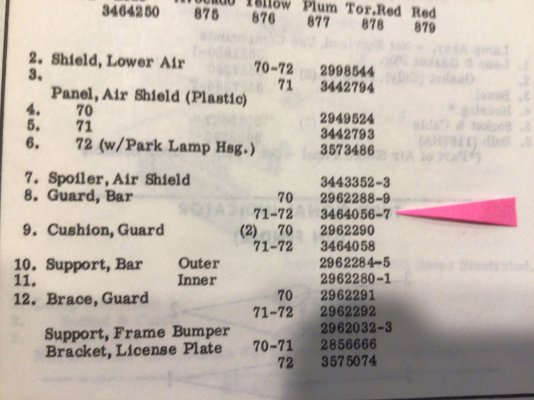 Avocado Yellow Plum Tor.Red Red
3464250 875 876 877 878 879
2. Shield, Lower Air 70-72 2998544
3. 71 3442794
Panel, Air Shield (Plastic)
4. 70 2949524
5. 71 3442793
6. 72 (w/Park Lamp Hsg.) 3573486
7. Spoiler, Air Shield 3443352-3
8. Guard, Bar 70 2962288-9
71-72 3464056-7
9. Cushion, Guard (2) 70 2962290
71-72 3464058
10. Support, Bar Outer 2962284-5
11. Inner 2962280-1
12. Brace, Guard 70 2962291
71-72 2962292
Support, Frame Bumper 2962032-3
Bracket, License Plate 70-71 2856666
72 3575074